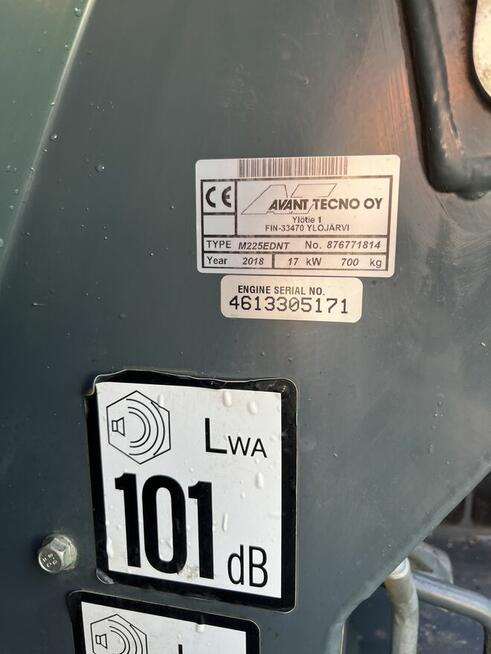 CE
AT
AVANT TECNO OY
Ylötie 1
FIN-33470 YLÖJÄRVI
TYPE M225EDNT No. 876771814
Year 2018 17 kW 700 kg
ENGINE SERIAL NO.
4613305171
LWA
101 dB